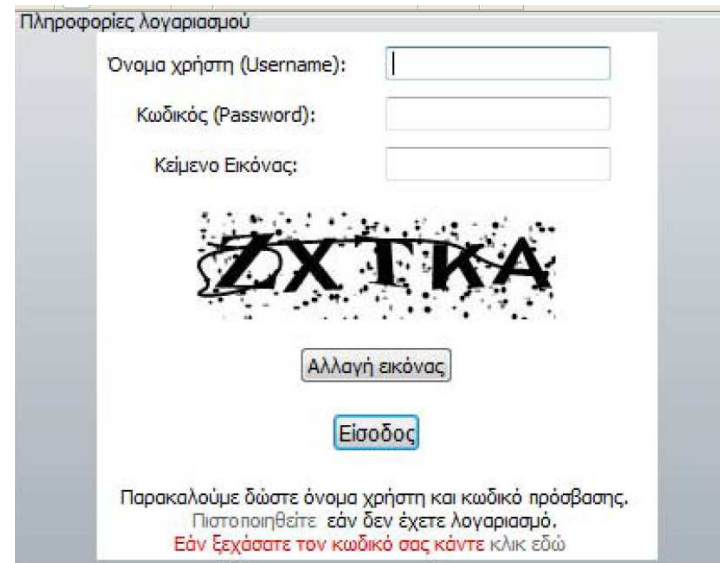 Πληροφορίες λογαριασμού
Όνομα χρήστη (Username):
Κωδικός (Password):
Κείμενο Εικόνας:
ZXTKA
Αλλαγή εικόνας
Είσοδος
Παρακαλούμε δώστε όνομα χρήστη και κωδικό πρόσβασης.
Πιστοποιηθείτε εάν δεν έχετε λογαριασμό.
Εάν ξεχάσατε τον κωδικό σας κάντε κλικ εδώ